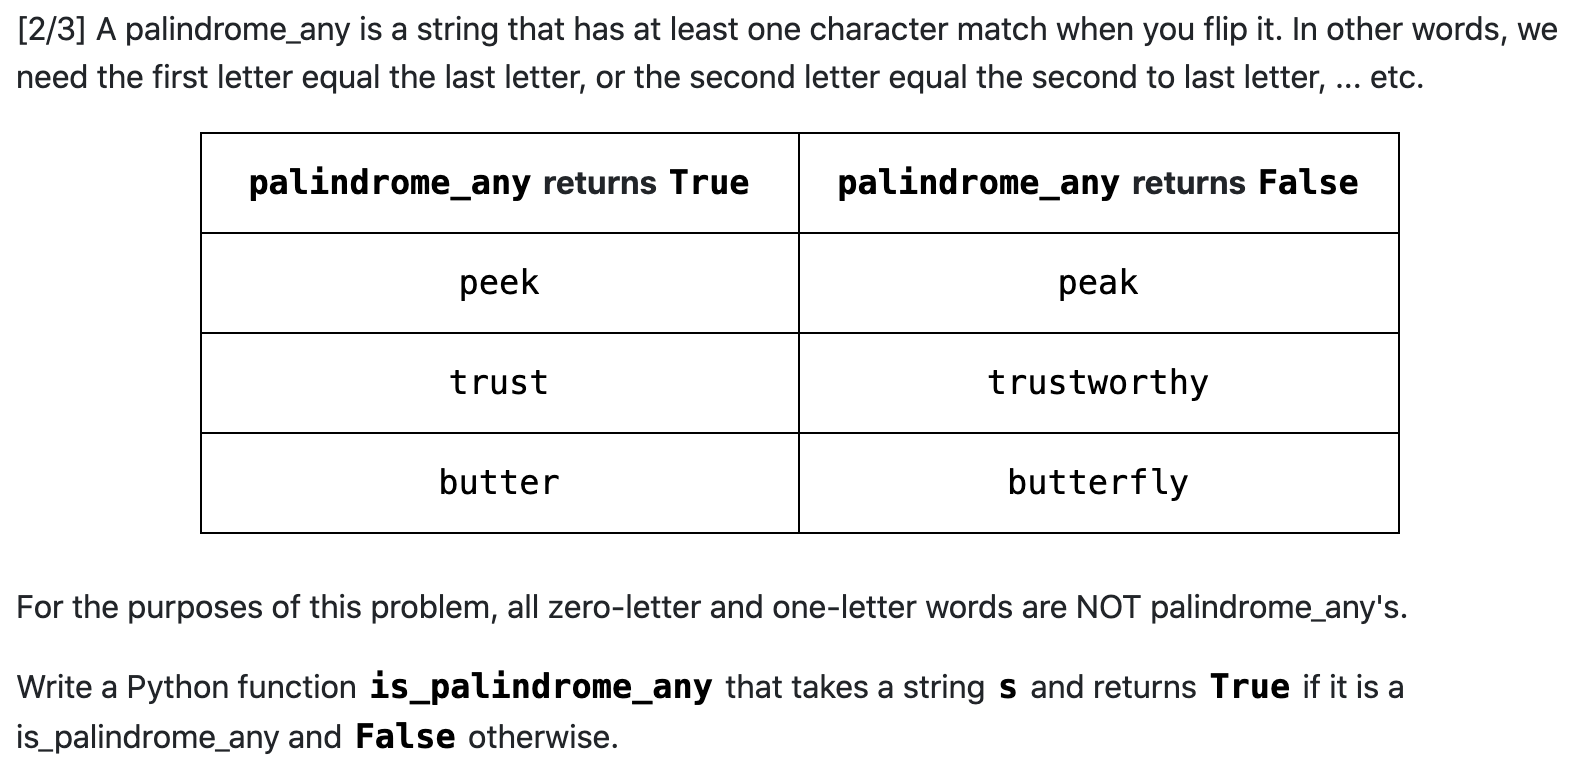 [2/3] A palindrome_any is a string that has at least one character match when you flip it. In other words, we
need the first letter equal the last letter, or the second letter equal the second to last letter, ... etc.
palindrome_any returns True palindrome_any returns False
peek peak
trust trustworthy
butter butterfly
For the purposes of this problem, all zero-letter and one-letter words are NOT palindrome_any's.
Write a Python function is_palindrome_any that takes a string s and returns True if it is a
is_palindrome_any and False otherwise.